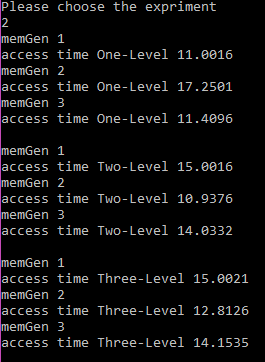 Please choose the expriment
2
memGen 1
access time One-Level 11.0016
memGen 2
access time One-Level 17.2501
memGen 3
access time One-Level 11.4096
memGen 1
access time Two-Level 15.0016
memGen 2
access time Two-Level 10.9376
memGen 3
access time Two-Level 14.0332
memGen 1
access time Three-Level 15.0021
memGen 2
access time Three-Level 12.8126
memGen 3
access time Three-Level 14.1535